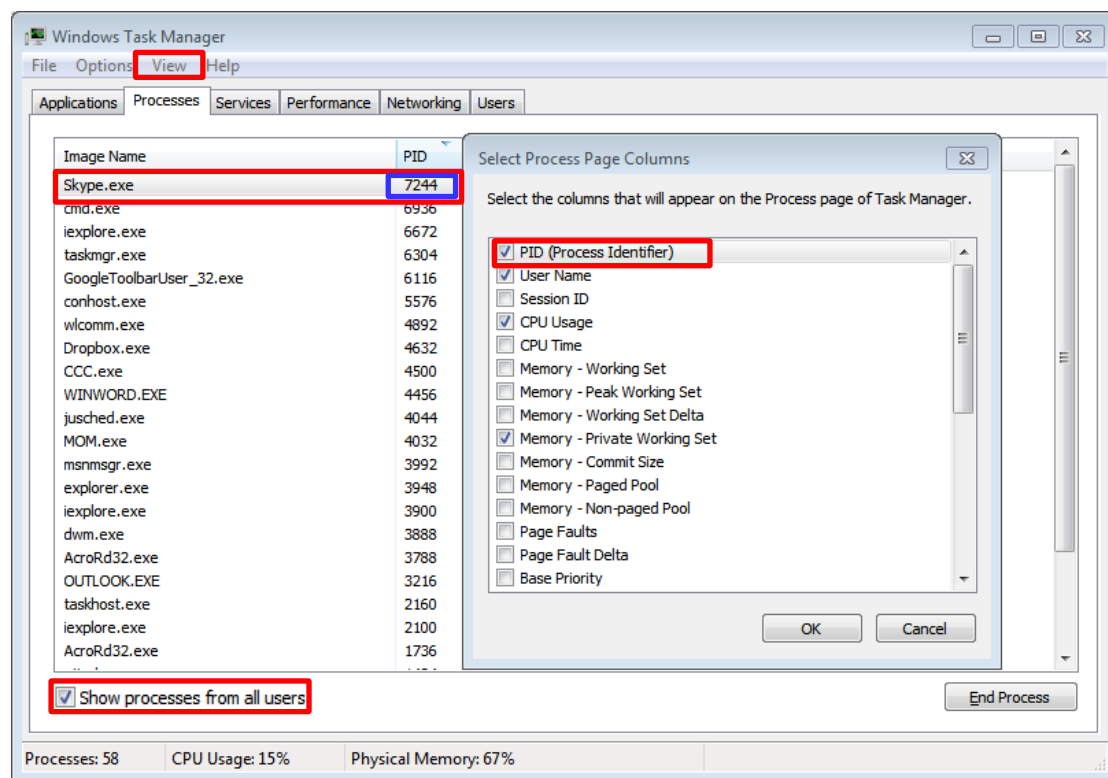 Windows Task Manager
File Options View Help
Applications Processes Services Performance Networking Users
Image Name PID
Skype.exe 7244
cmd.exe 6936
iexplore.exe 6672
taskmgr.exe 6304
GoogleToolbarUser_32.exe 6116
conhost.exe 5576
wlcomm.exe 4892
Dropbox.exe 4632
CCC.exe 4500
WINWORD.EXE 4456
jusched.exe 4044
MOM.exe 4032
msnmsgr.exe 3992
explorer.exe 3948
iexplore.exe 3900
dwm.exe 3888
AcroRd32.exe 3788
OUTLOOK.EXE 3216
taskhost.exe 2160
iexplore.exe 2100
AcroRd32.exe 1736
Select Process Page Columns
Select the columns that will appear on the Process page of Task Manager.
PID (Process Identifier)
User Name
Session ID
CPU Usage
CPU Time
Memory - Working Set
Memory - Peak Working Set
Memory - Working Set Delta
Memory - Private Working Set
Memory - Commit Size
Memory - Paged Pool
Memory - Non-paged Pool
Page Faults
Page Fault Delta
Base Priority
OK Cancel
Show processes from all users
End Process
Processes: 58 CPU Usage: 15% Physical Memory: 67%